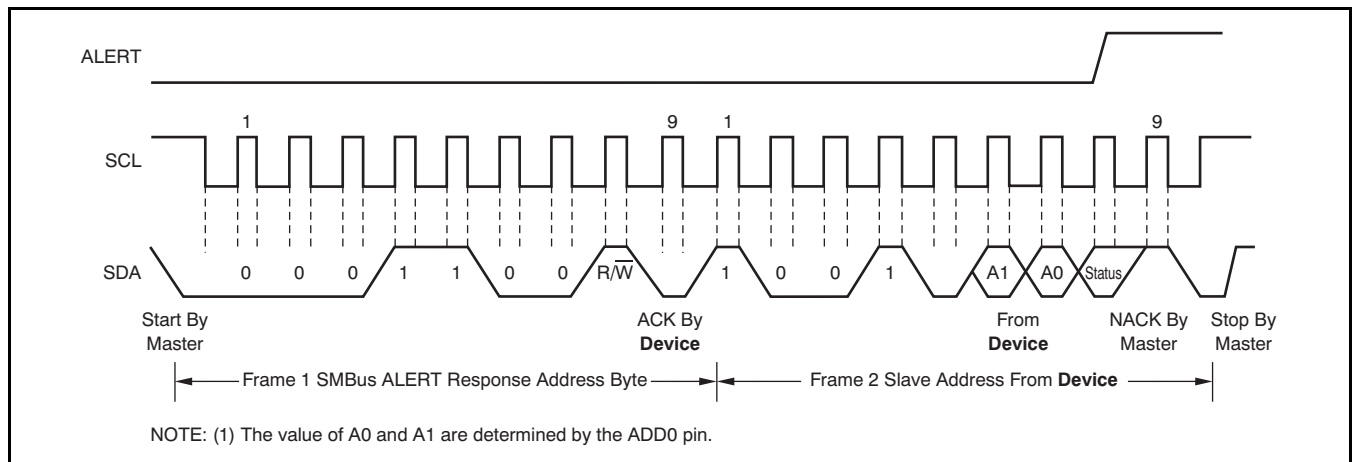 ALERT
1 9 1 9
SCL
SDA 0 0 0 1 1 0 0 R/W 1 0 0 1 A1 A0 Status
Start By ACK By From NACK By Stop By
Master Device Device Master Master
Frame 1 SMBus ALERT Response Address Byte Frame 2 Slave Address From Device
NOTE: (1) The value of A0 and A1 are determined by the ADD0 pin.